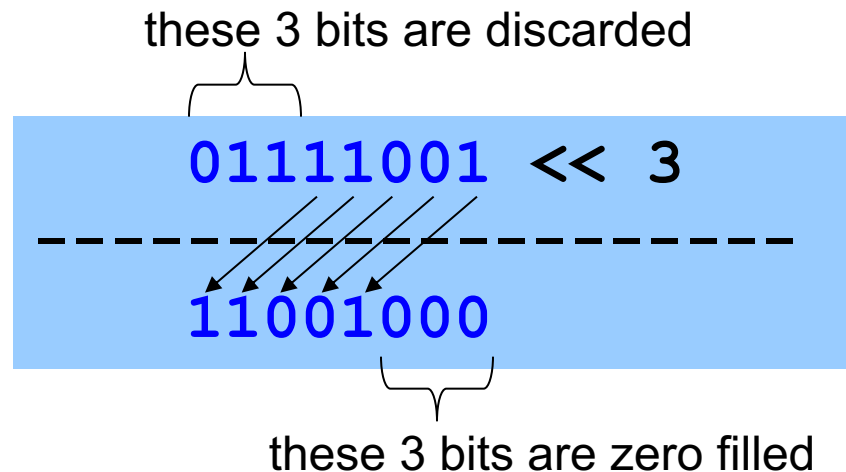 these 3 bits are discarded
01111001 << 3
11001000
these 3 bits are zero filled